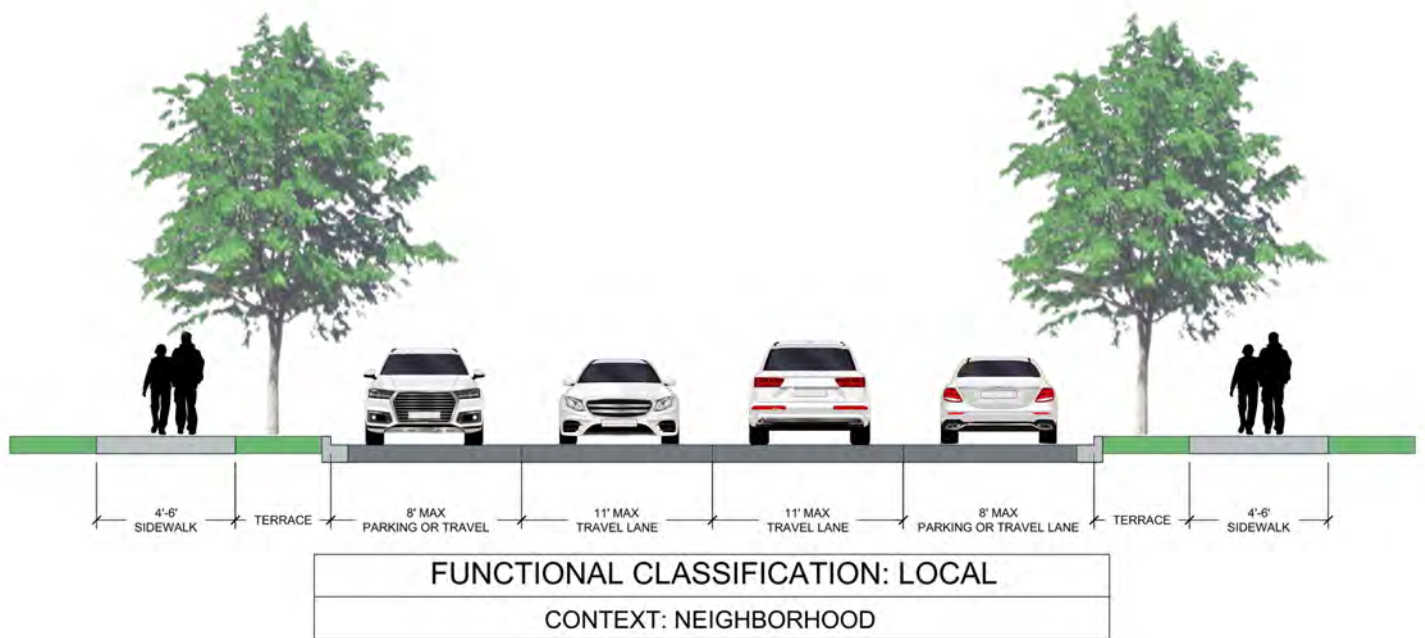 4'-6'
SIDEWALK
TERRACE
8' MAX
PARKING OR TRAVEL
11' MAX
TRAVEL LANE
11' MAX
TRAVEL LANE
8' MAX
PARKING OR TRAVEL LANE
TERRACE
4'-6'
SIDEWALK
FUNCTIONAL CLASSIFICATION: LOCAL
CONTEXT: NEIGHBORHOOD